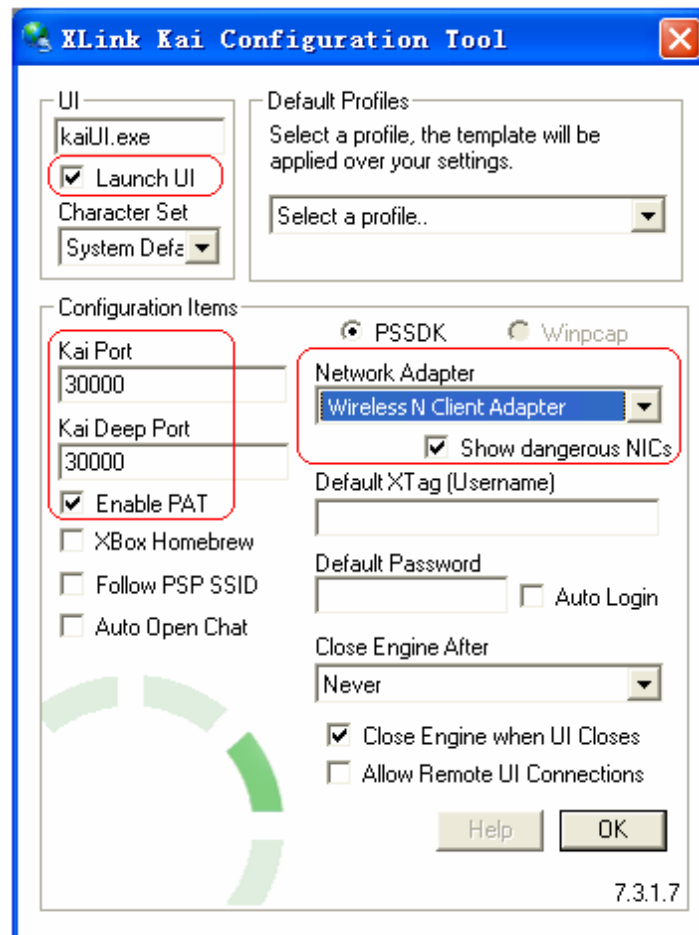 XLink Kai Configuration Tool
UI
kaiUI.exe
Launch UI
Character Set
System Defa
Default Profiles
Select a profile, the template will be
applied over your settings.
Select a profile..
Configuration Items
Kai Port
30000
Kai Deep Port
30000
Enable PAT
XBox Homebrew
Follow PSP SSID
Auto Open Chat
PSSDK
Winpcap
Network Adapter
Wireless N Client Adapter
Show dangerous NICs
Default XTag (Username)
Default Password
Auto Login
Close Engine After
Never
Close Engine when UI Closes
Allow Remote UI Connections
Help
OK
7.3.1.7